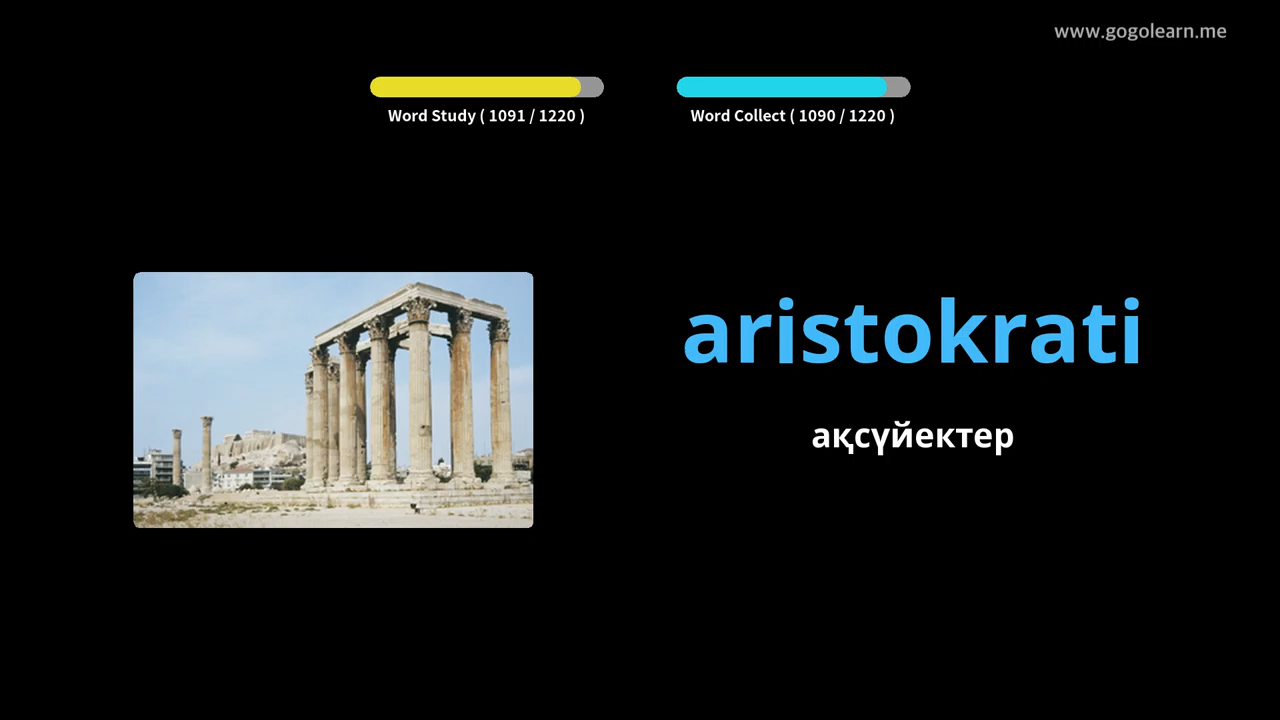 www.gogolearn.me
Word Study ( 1091 / 1220 )
Word Collect ( 1090 / 1220 )
aristokrati
ақсүйектер